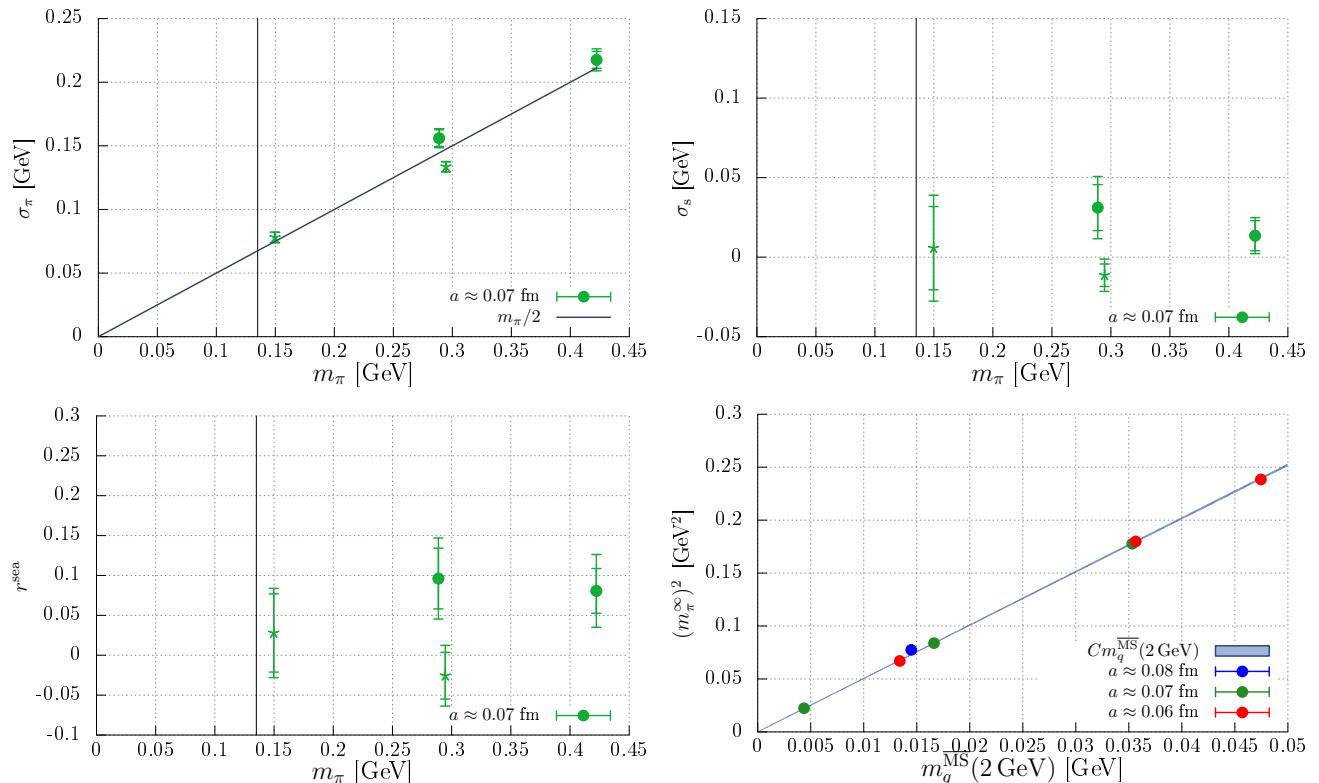 0.25
0.2
0.15
0.1
0.05
0
σπ [GeV]
a ≈ 0.07 fm
mπ/2
0 0.05 0.1 0.15 0.2 0.25 0.3 0.35 0.4 0.45
mπ [GeV]
0.15
0.1
0.05
0
-0.05
σs [GeV]
a ≈ 0.07 fm
0 0.05 0.1 0.15 0.2 0.25 0.3 0.35 0.4 0.45
mπ [GeV]
0.3
0.25
0.2
0.15
0.1
0.05
0
-0.05
-0.1
r^sea
a ≈ 0.07 fm
0 0.05 0.1 0.15 0.2 0.25 0.3 0.35 0.4 0.45
mπ [GeV]
0.3
0.25
0.2
0.15
0.1
0.05
0
(mπ^∞)² [GeV²]
Cm_q^MS̅(2 GeV)
a ≈ 0.08 fm
a ≈ 0.07 fm
a ≈ 0.06 fm
0 0.005 0.01 0.015 0.02 0.025 0.03 0.035 0.04 0.045 0.05
m_q^MS̅(2 GeV) [GeV]